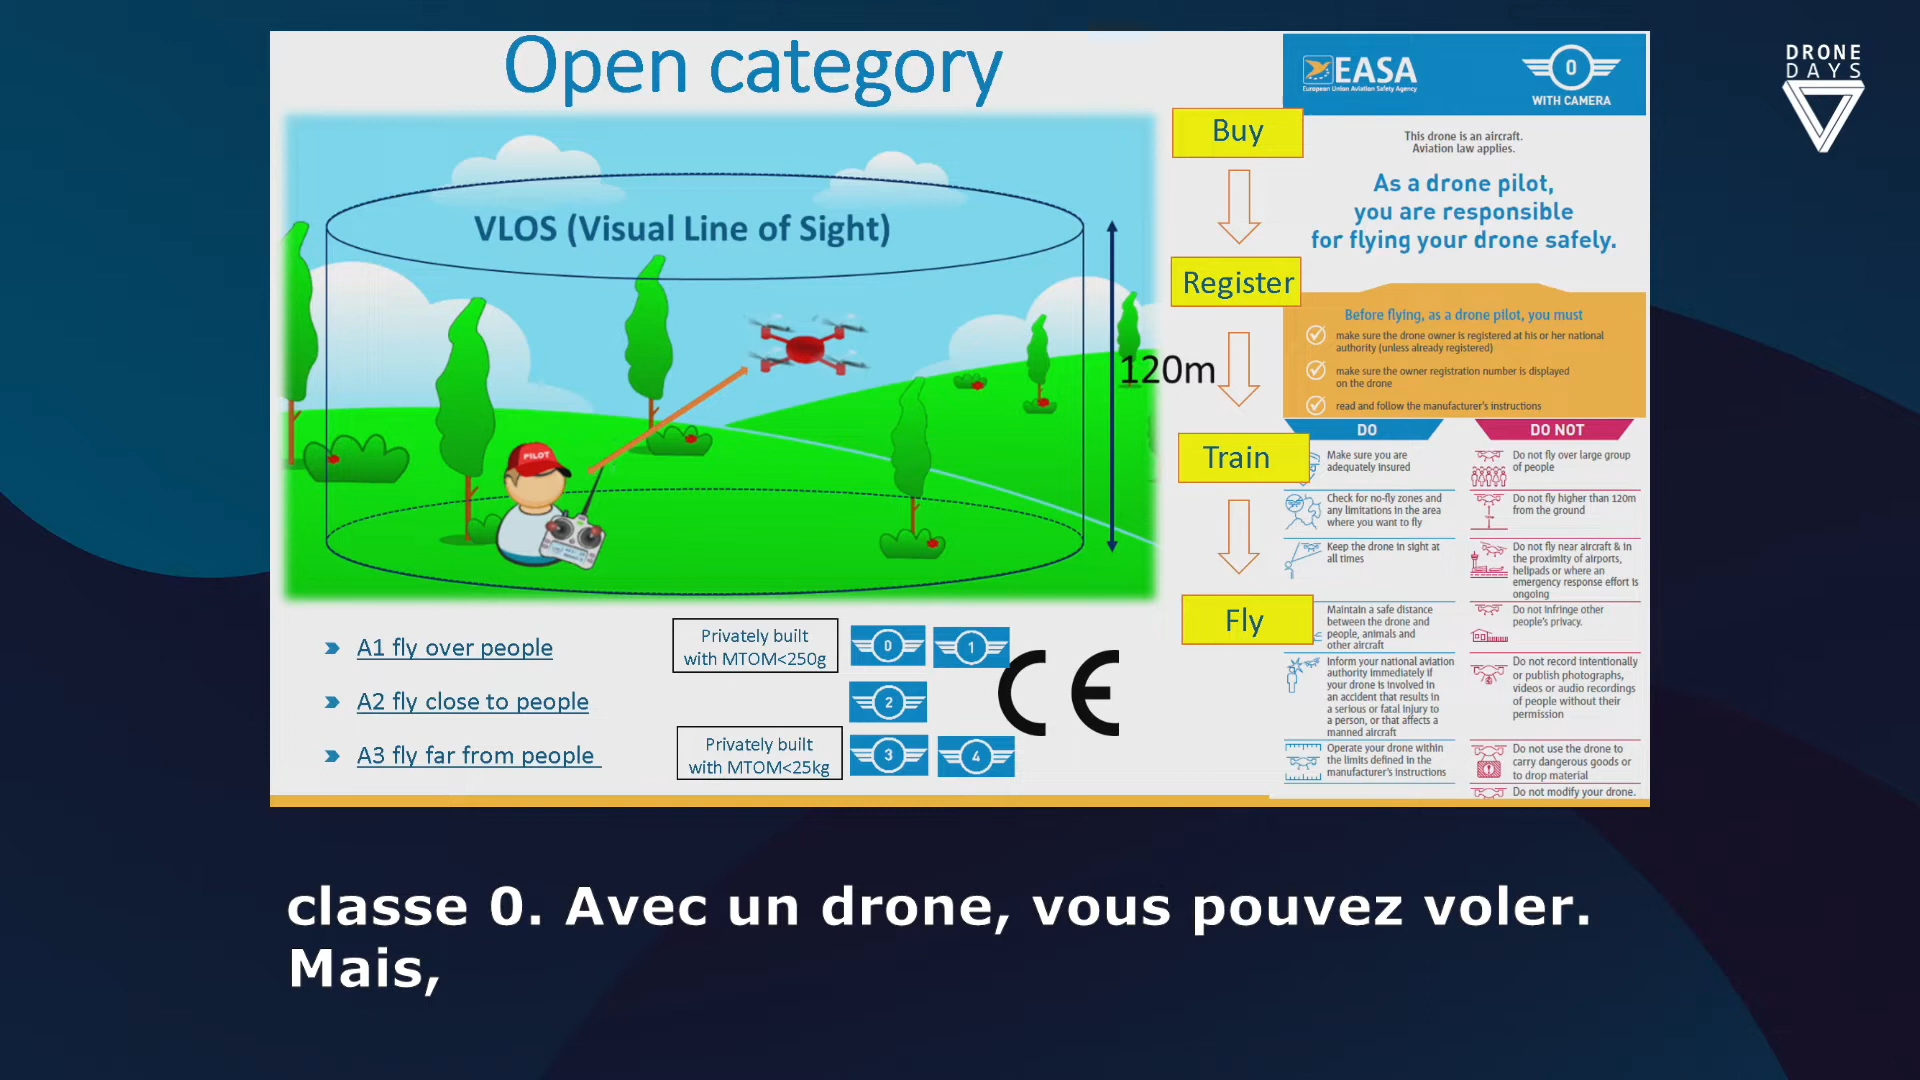 Open category
VLOS (Visual Line of Sight)
120m
PILOT
A1 fly over people
Privately built
with MTOM<250g
0
1
A2 fly close to people
2
CE
A3 fly far from people
Privately built
with MTOM<25kg
3
4
Buy
Register
Train
Fly
EASA
European Union Aviation Safety Agency
0
WITH CAMERA
This drone is an aircraft.
Aviation law applies.
As a drone pilot,
you are responsible
for flying your drone safely.
Before flying, as a drone pilot, you must
make sure the drone owner is registered at his or her national
authority (unless already registered)
make sure the owner registration number is displayed
on the drone
read and follow the manufacturer's instructions
DO
Make sure you are
adequately insured
Check for no-fly zones and
any limitations in the area
where you want to fly
Keep the drone in sight at
all times
Maintain a safe distance
between the drone and
people, animals and
other aircraft
Inform your national aviation
authority immediately if
your drone is involved in
an accident that results in
a serious or fatal injury to
a person, or that affects a
manned aircraft
Operate your drone within
the limits defined in the
manufacturer's instructions
DO NOT
Do not fly over large group
of people
Do not fly higher than 120m
from the ground
Do not fly near aircraft & in
the proximity of airports,
helipads or where an
emergency response effort is
ongoing
Do not infringe other
people's privacy.
Do not record intentionally
or publish photographs,
videos or audio recordings
of people without their
permission
Do not use the drone to
carry dangerous goods or
to drop material
Do not modify your drone.
DRONE
DAYS
classe 0. Avec un drone, vous pouvez voler.
Mais,